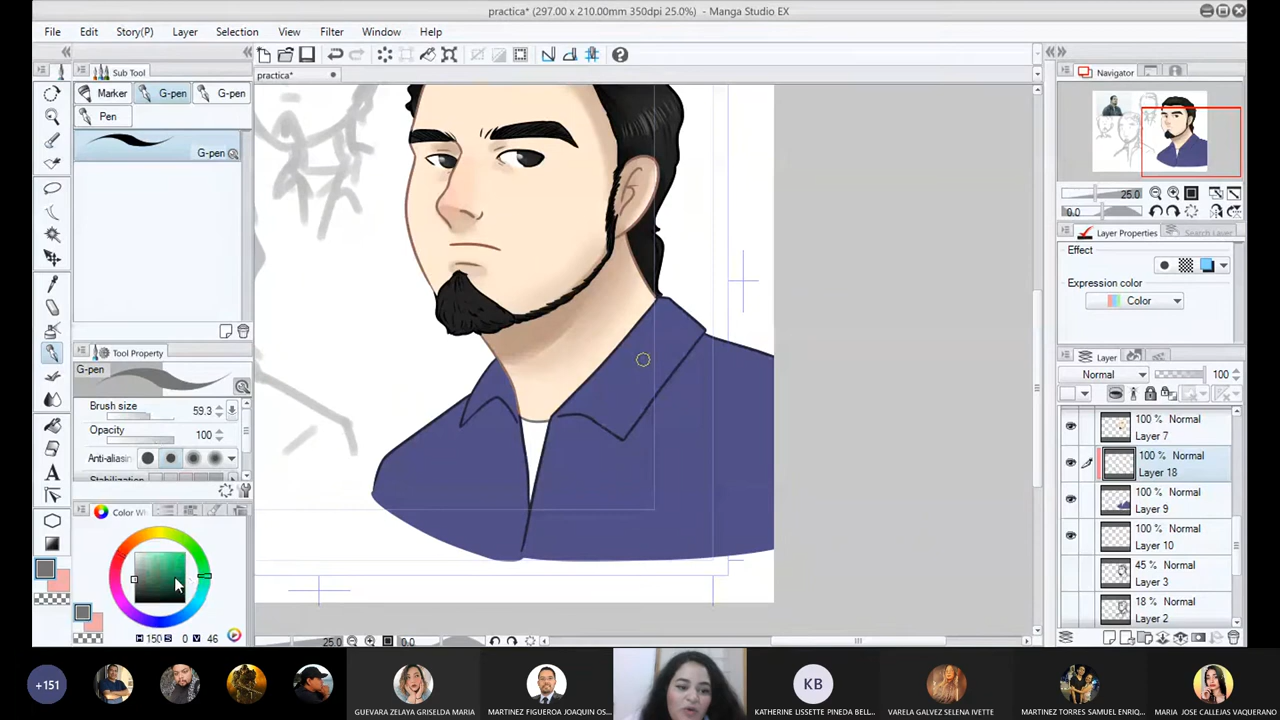 practica* (297.00 x 210.00mm 350dpi 25.0%) - Manga Studio EX
File Edit Story(P) Layer Selection View Filter Window Help
Sub Tool
practica*
Navigator
Marker G-pen G-pen
Pen
G-pen
25.0
0.0
Layer Properties Search Layer
Effect
Expression color
Color
Tool Property
G-pen
Brush size 59.3
Opacity 100
Anti-aliasing
Stabilization
Layer
Normal 100
100 % Normal
Layer 7
100 % Normal
Layer 18
100 % Normal
Layer 9
100 % Normal
Layer 10
45 % Normal
Layer 3
18 % Normal
Layer 2
H 150 S 0 V 46
25.0 0.0
+151
KB
GUEVARA ZELAYA GRISELDA MARIA
MARTINEZ FIGUEROA JOAQUIN OS...
KATHERINE LISSETTE PINEDA BELL...
VARELA GALVEZ SELENA IVETTE
MARTINEZ TORRES SAMUEL ENRIQ...
MARIA JOSE CALLEJAS VAQUERANO